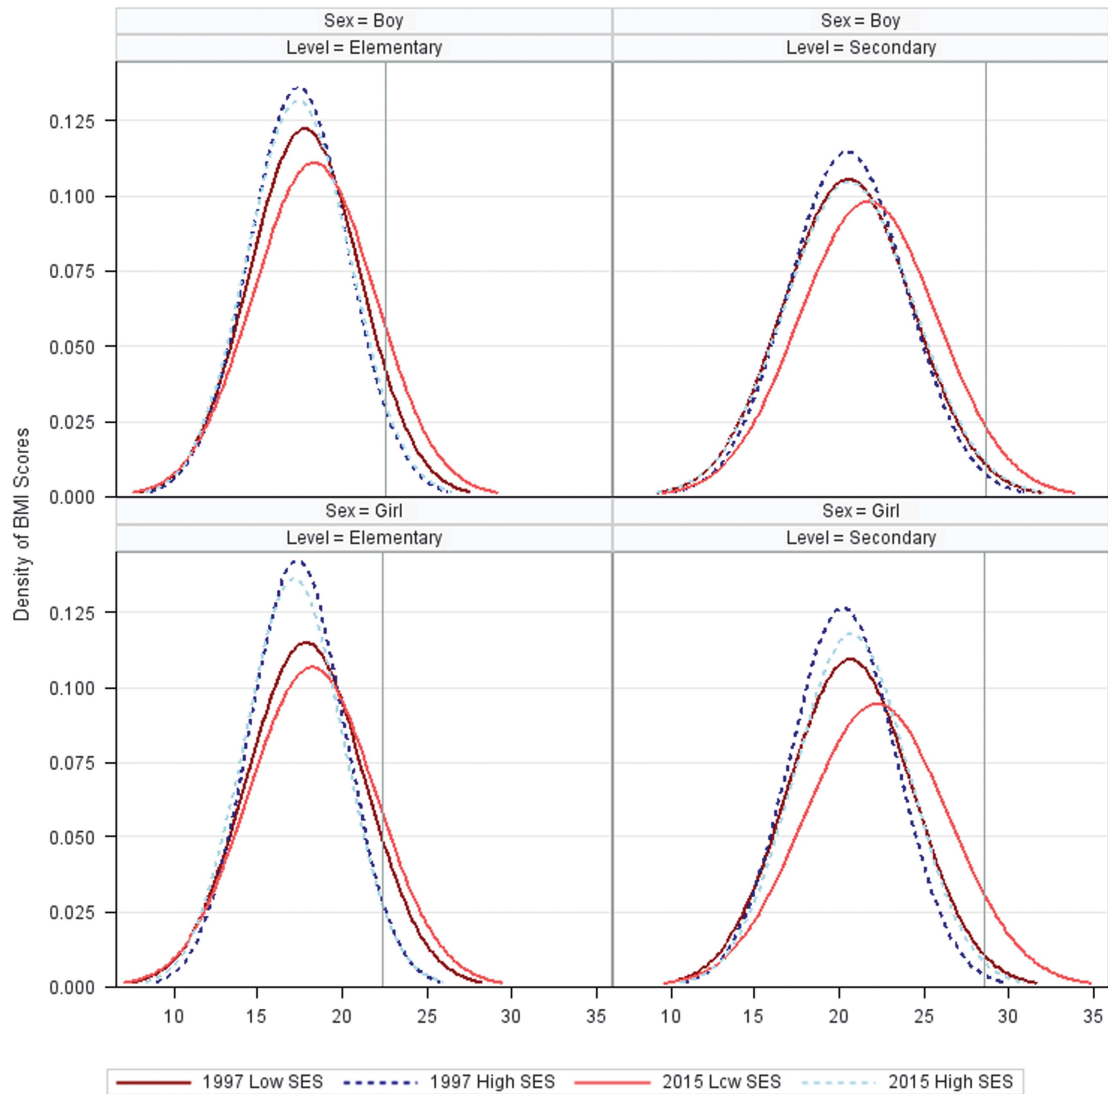 Sex = Boy
Sex = Boy
Level = Elementary
Level = Secondary
0.125
0.100
0.075
0.050
0.025
0.000
Sex = Girl
Sex = Girl
Level = Elementary
Level = Secondary
0.125
0.100
0.075
0.050
0.025
0.000
Density of BMI Scores
10 15 20 25 30 35
10 15 20 25 30 35
1997 Low SES 1997 High SES 2015 Lcw SES 2015 High SES